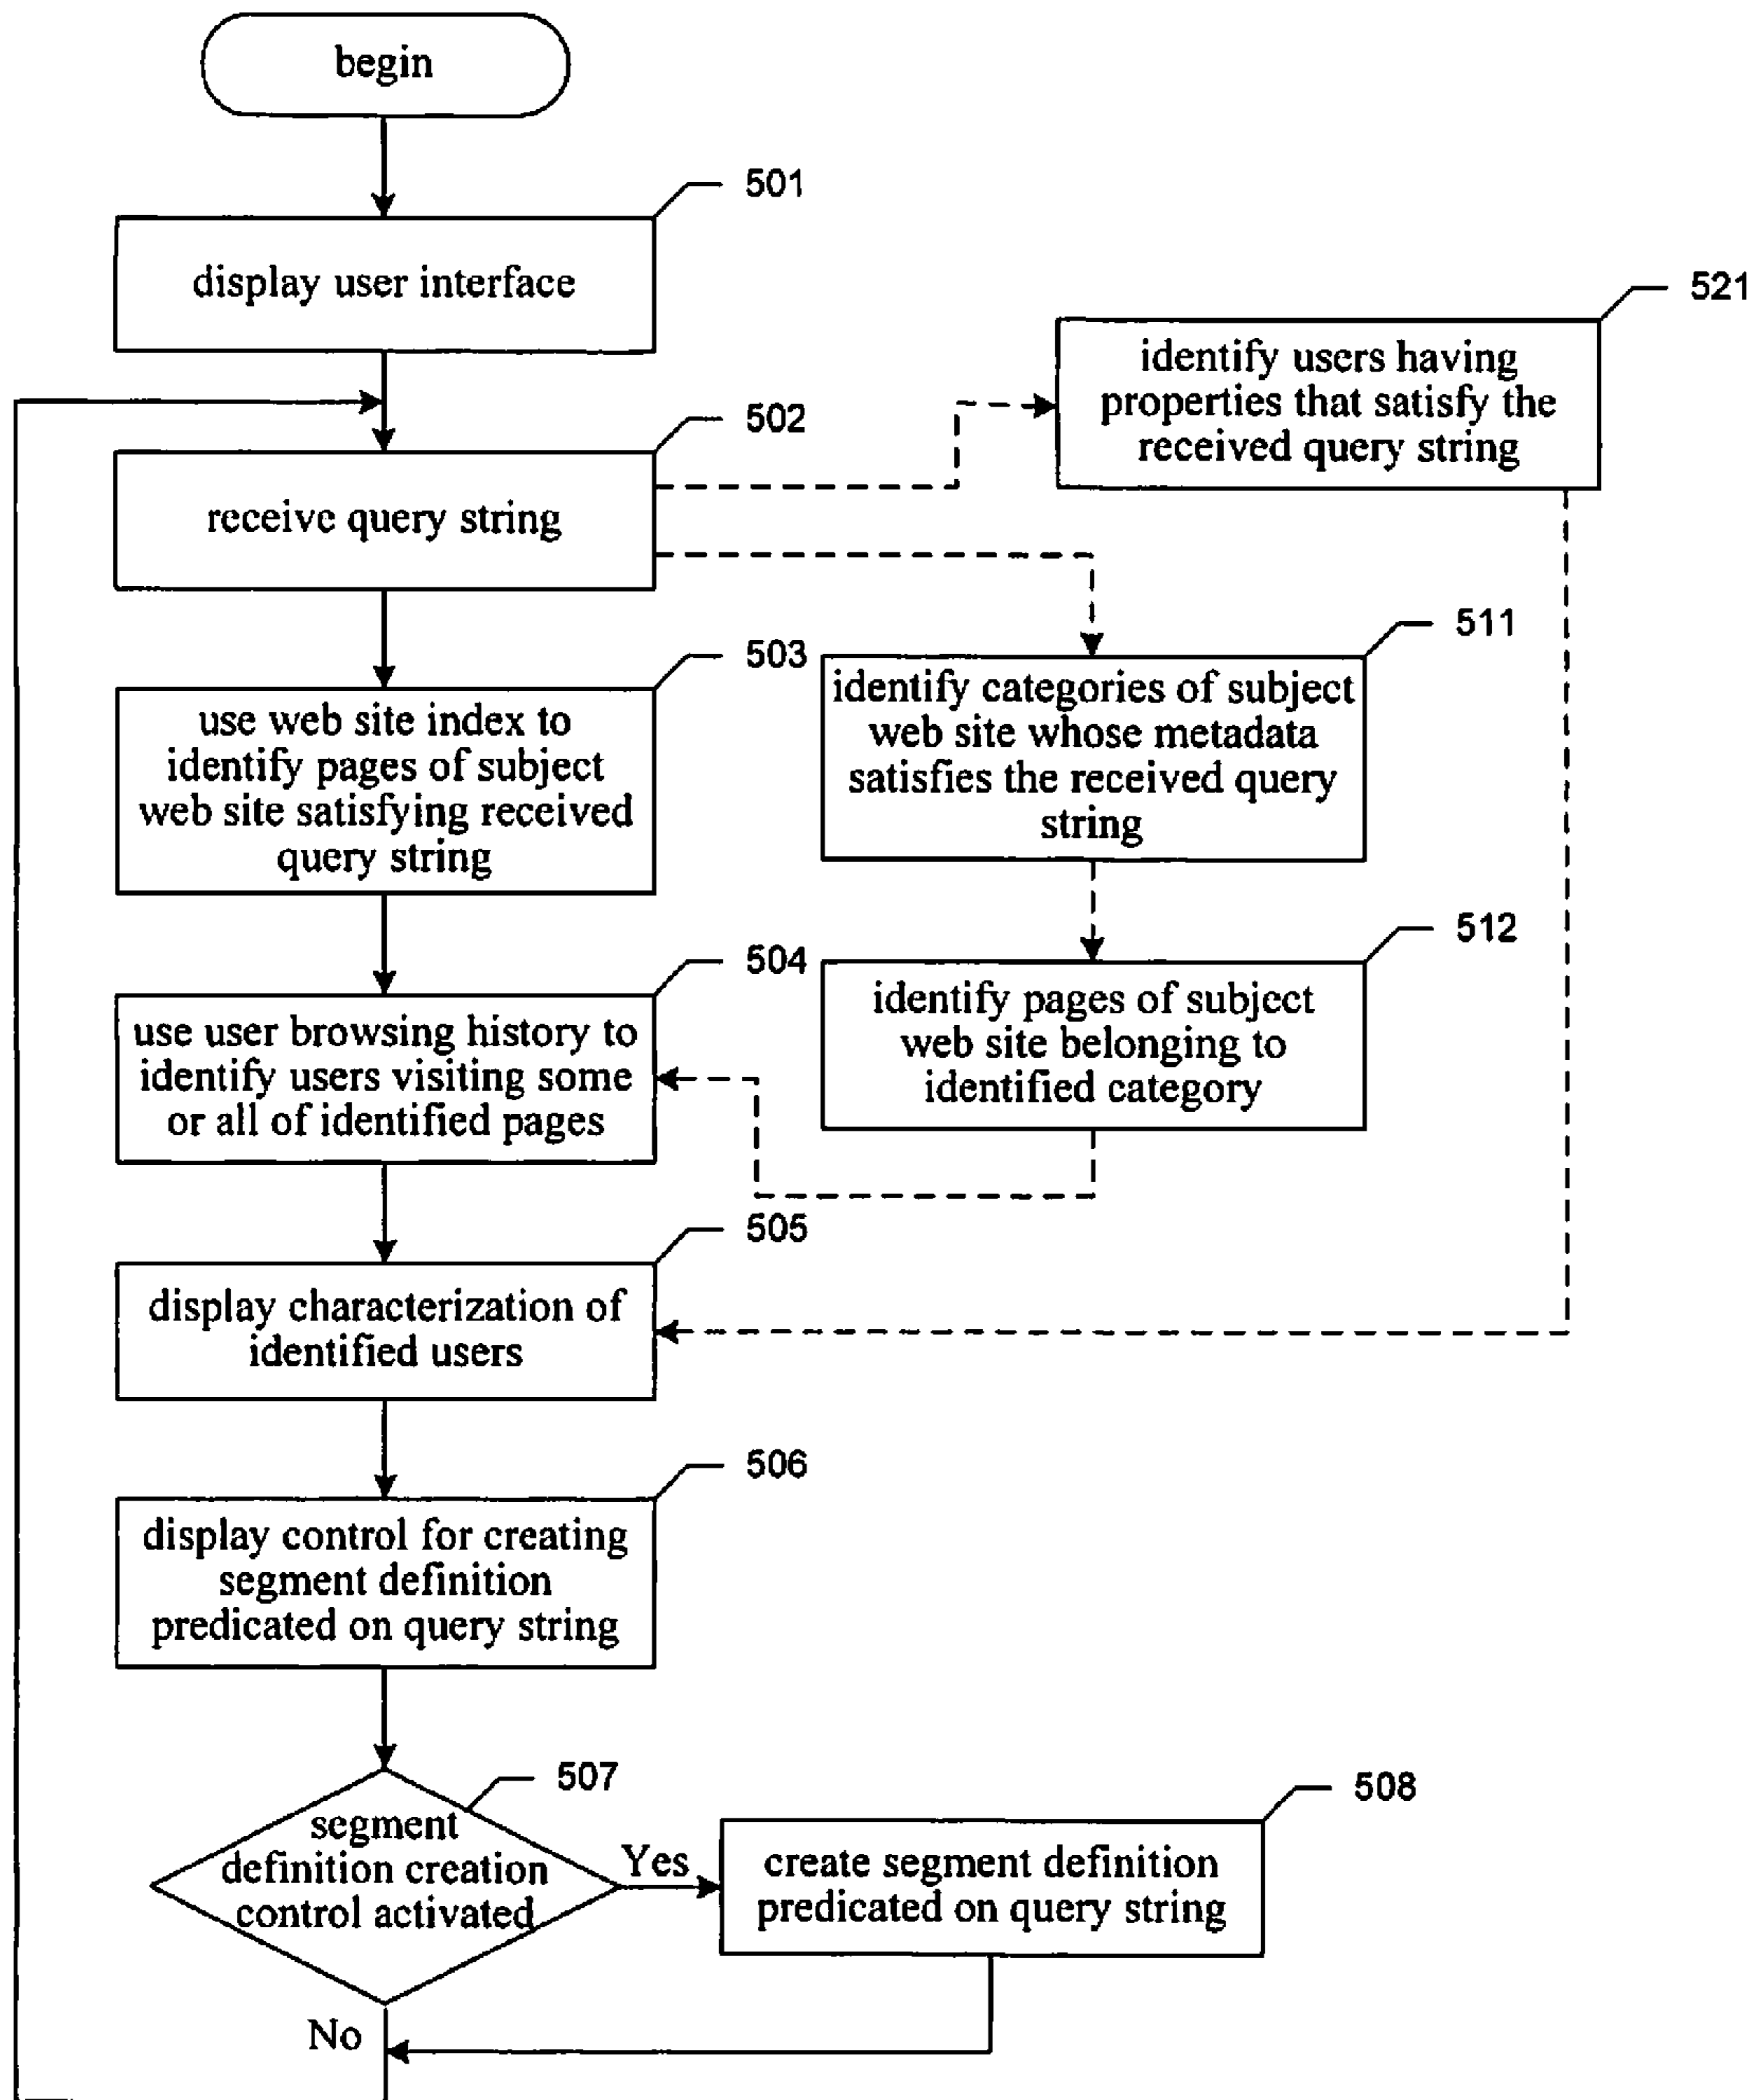 begin
501
display user interface
521
identify users having
properties that satisfy the
received query string
502
receive query string
503
use web site index to
identify pages of subject
web site satisfying received
query string
511
identify categories of subject
web site whose metadata
satisfies the received query
string
504
use user browsing history to
identify users visiting some
or all of identified pages
512
identify pages of subject
web site belonging to
identified category
505
display characterization of
identified users
506
display control for creating
segment definition
predicated on query string
507
segment
definition creation
control activated
Yes
508
create segment definition
predicated on query string
No